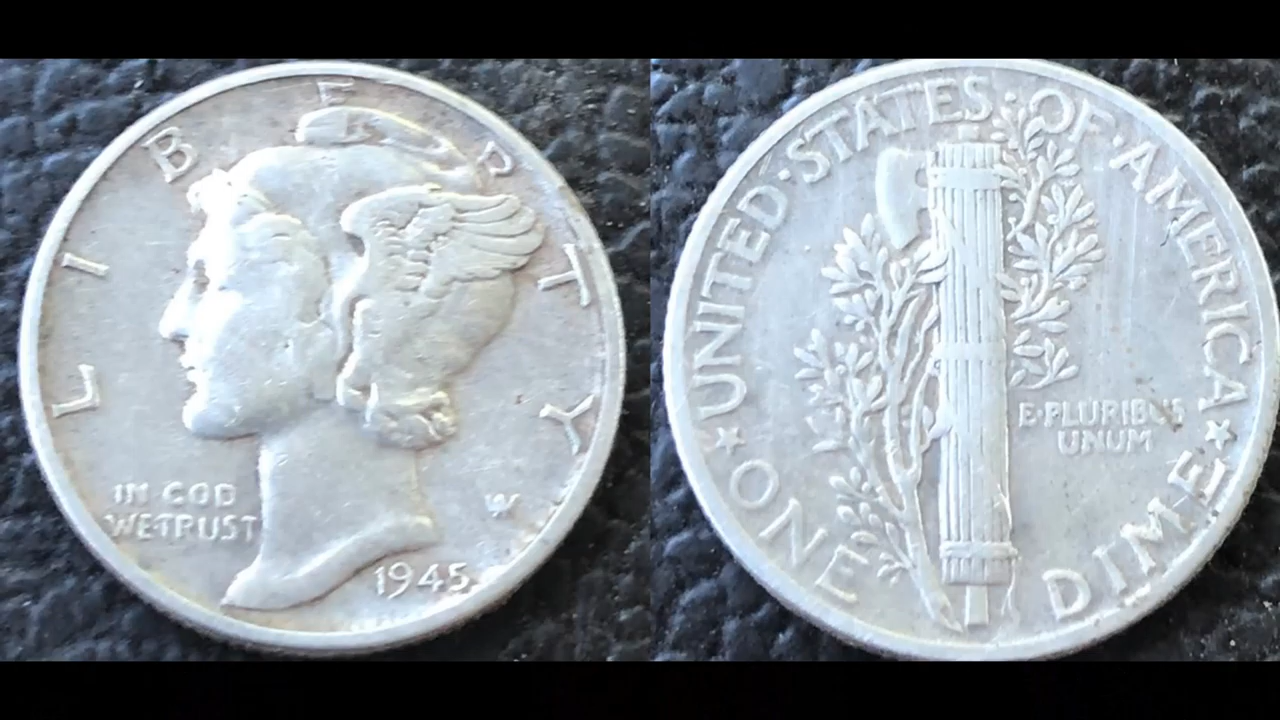 LIBERTY
IN GOD
WE TRUST
W
1945
UNITED·STATES·OF·AMERICA
E·PLURIBUS
UNUM
ONE DIME